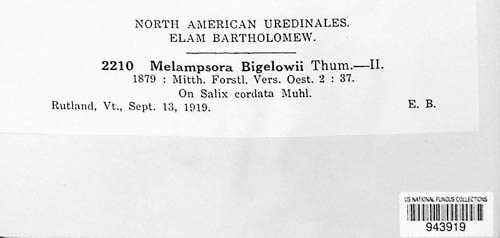 NORTH AMERICAN UREDINALES.
ELAM BARTHOLOMEW.
2210 Melampsora Bigelowii Thum.—II.
1879 : Mitth. Forstl. Vers. Oest. 2 : 37.
On Salix cordata Muhl.
Rutland, Vt., Sept. 13, 1919. E. B.
US NATIONAL FUNGUS COLLECTIONS
943919